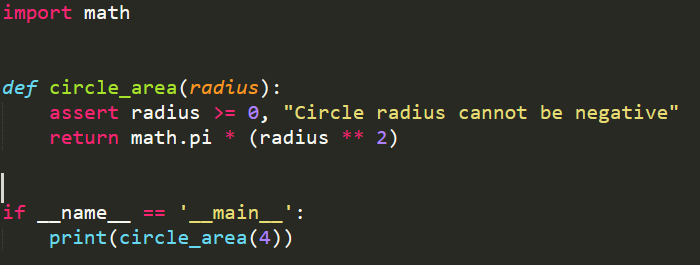 import math
def circle_area(radius):
    assert radius >= 0, "Circle radius cannot be negative"
    return math.pi * (radius ** 2)
if __name__ == '__main__':
    print(circle_area(4))